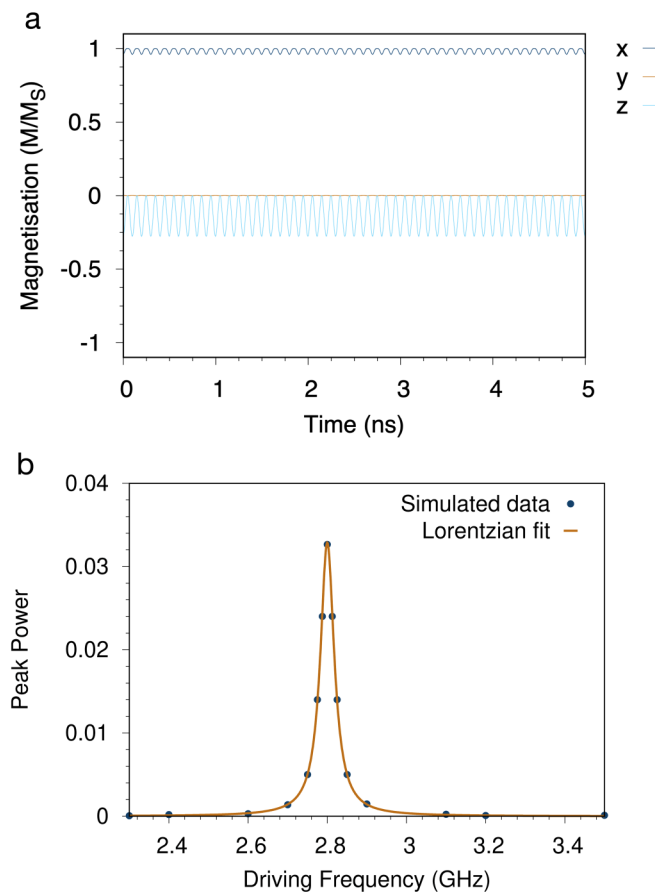 a
Magnetisation (M/M_S)
1
0.5
0
-0.5
-1
0 1 2 3 4 5
Time (ns)
x
y
z
b
Peak Power
0.04
0.03
0.02
0.01
0
2.4 2.6 2.8 3 3.2 3.4
Driving Frequency (GHz)
Simulated data
Lorentzian fit